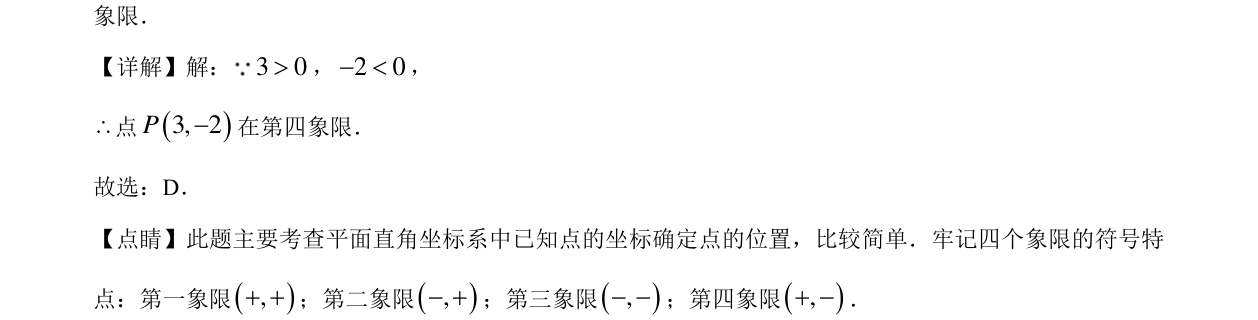 象限．
【详解】解：∵3>0，−2<0，
∴点P(3,−2)在第四象限．
故选：D．
【点睛】此题主要考查平面直角坐标系中已知点的坐标确定点的位置，比较简单．牢记四个象限的符号特
点：第一象限(+,+)；第二象限(−,+)；第三象限(−,−)；第四象限(+,−)．